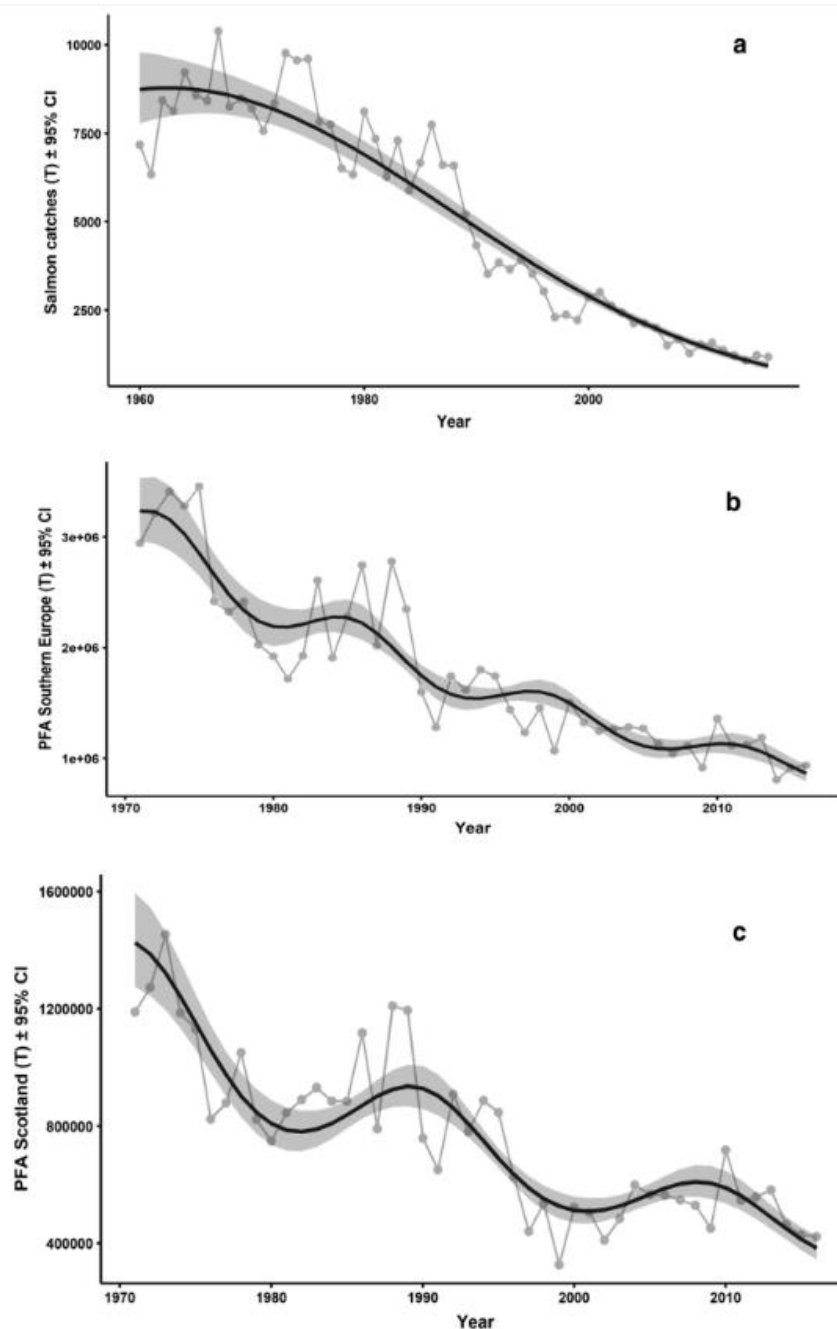 a
10000
7500
5000
2500
Salmon catches (T) ± 95% CI
1960
1980
2000
Year
b
3e+06
2e+06
1e+06
PFA Southern Europe (T) ± 95% CI
1970
1980
1990
2000
2010
Year
c
1600000
1200000
800000
400000
PFA Scotland (T) ± 95% CI
1970
1980
1990
2000
2010
Year